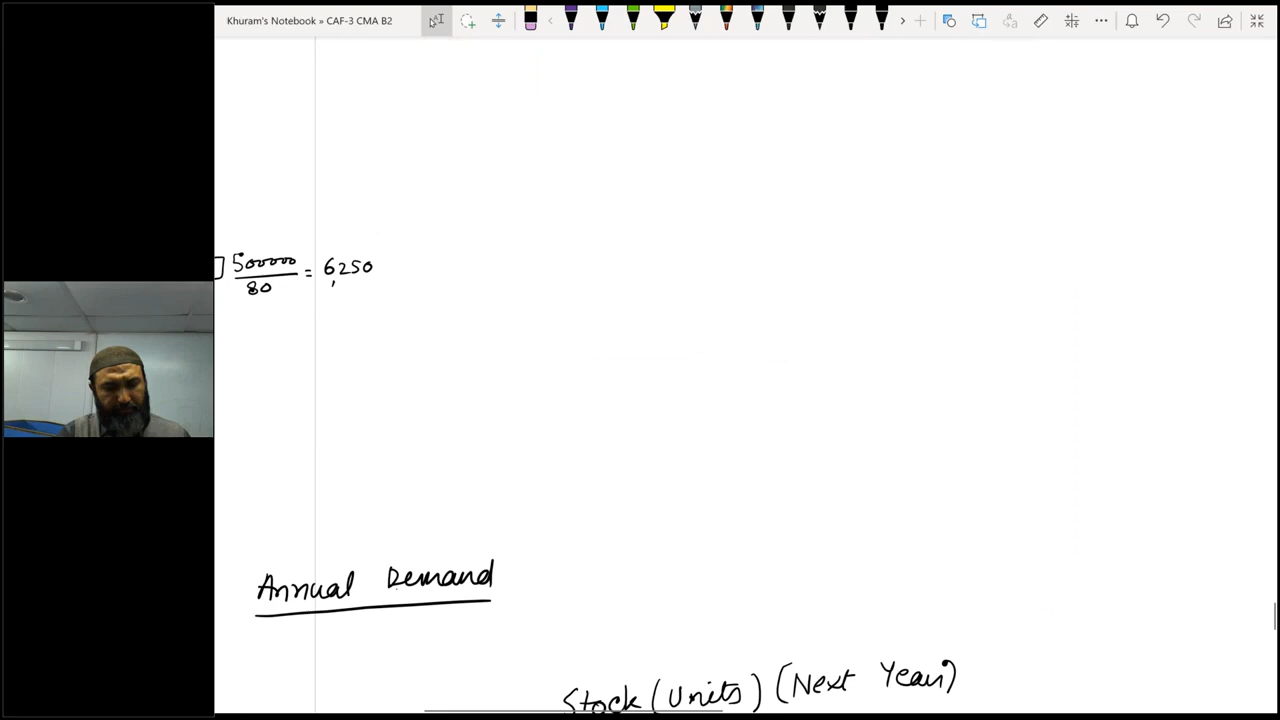 Khuram's Notebook » CAF-3 CMA B2
500000
80
= 6250
Annual Demand
Stock (Units) (Next Year)